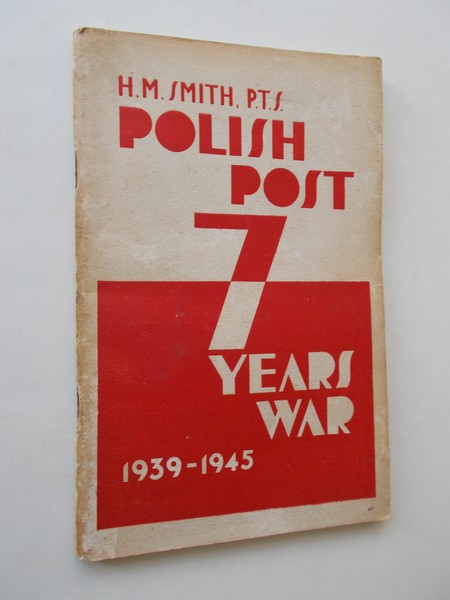 H.M. SMITH, P.T.S.
POLISH
POST
7
YEARS
WAR
1939-1945